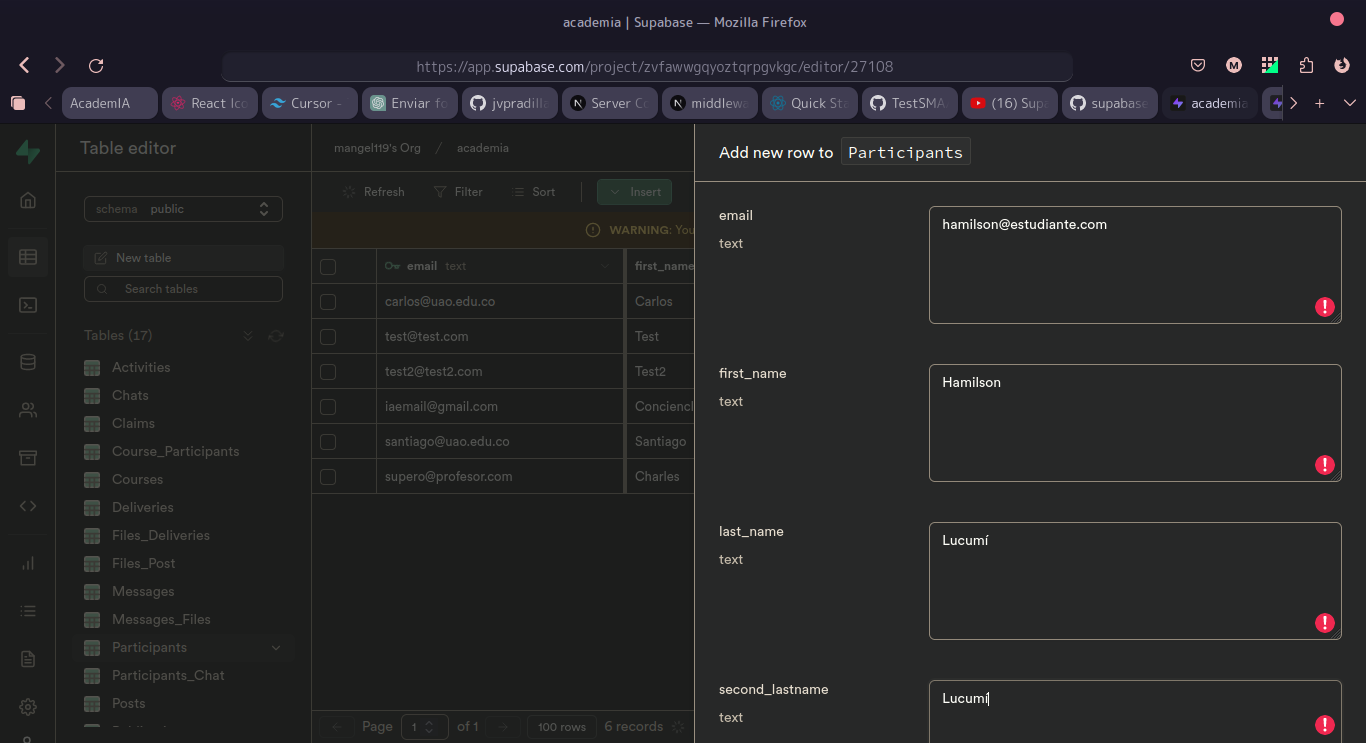 academia | Supabase — Mozilla Firefox
https://app.supabase.com/project/zvfawwgqyoztqrpgvkgc/editor/27108
M
AcademIA
React Ico
Cursor -
Enviar fo
jvpradilla
Server Co
middlewa
Quick Sta
TestSMA
(16) Supa
supabase
academia
Table editor
mangel119's Org / academia
Add new row to Participants
schema public
Refresh
Filter
Sort
Insert
WARNING: You
New table
Search tables
Tables (17)
Activities
Chats
Claims
Course_Participants
Courses
Deliveries
Files_Deliveries
Files_Post
Messages
Messages_Files
Participants
Participants_Chat
Posts
email text
first_name
carlos@uao.edu.co
Carlos
test@test.com
Test
test2@test2.com
Test2
iaemail@gmail.com
Conciencl
santiago@uao.edu.co
Santiago
supero@profesor.com
Charles
Page 1 of 1
100 rows
6 records
email
text
hamilson@estudiante.com
first_name
text
Hamilson
last_name
text
Lucumí
second_lastname
text
Lucumí